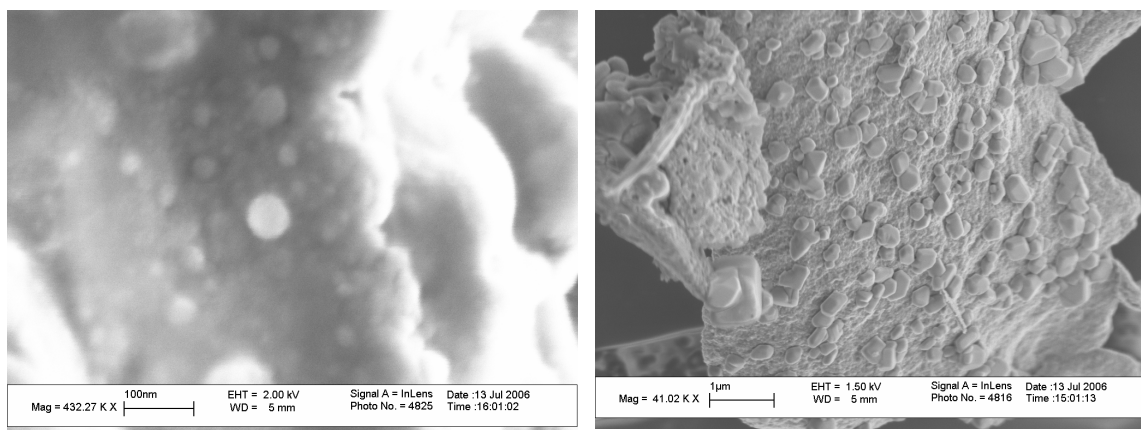 100nm
Mag = 432.27 K X
EHT = 2.00 kV
WD = 5 mm
Signal A = InLens
Photo No. = 4825
Date :13 Jul 2006
Time :16:01:02
1µm
Mag = 41.02 K X
EHT = 1.50 kV
WD = 5 mm
Signal A = InLens
Photo No. = 4816
Date :13 Jul 2006
Time :15:01:13